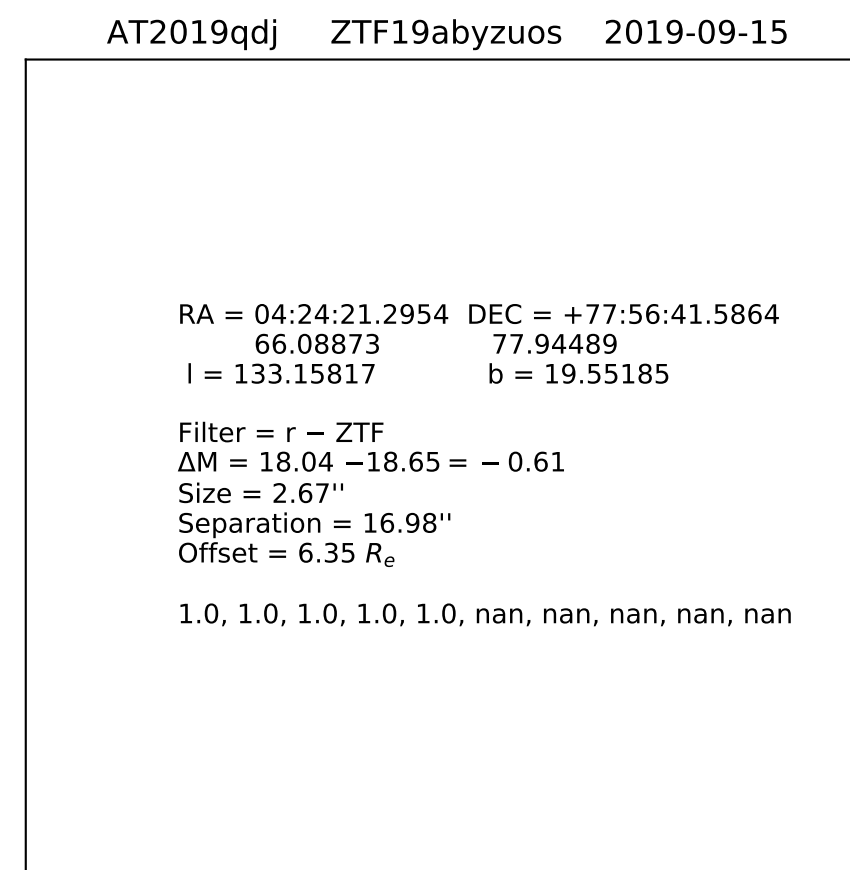 AT2019qdj ZTF19abyzuos 2019-09-15
RA = 04:24:21.2954 DEC = +77:56:41.5864
66.08873 77.94489
l = 133.15817 b = 19.55185
Filter = r − ZTF
ΔM = 18.04 −18.65 = − 0.61
Size = 2.67''
Separation = 16.98''
Offset = 6.35 Re
1.0, 1.0, 1.0, 1.0, 1.0, nan, nan, nan, nan, nan